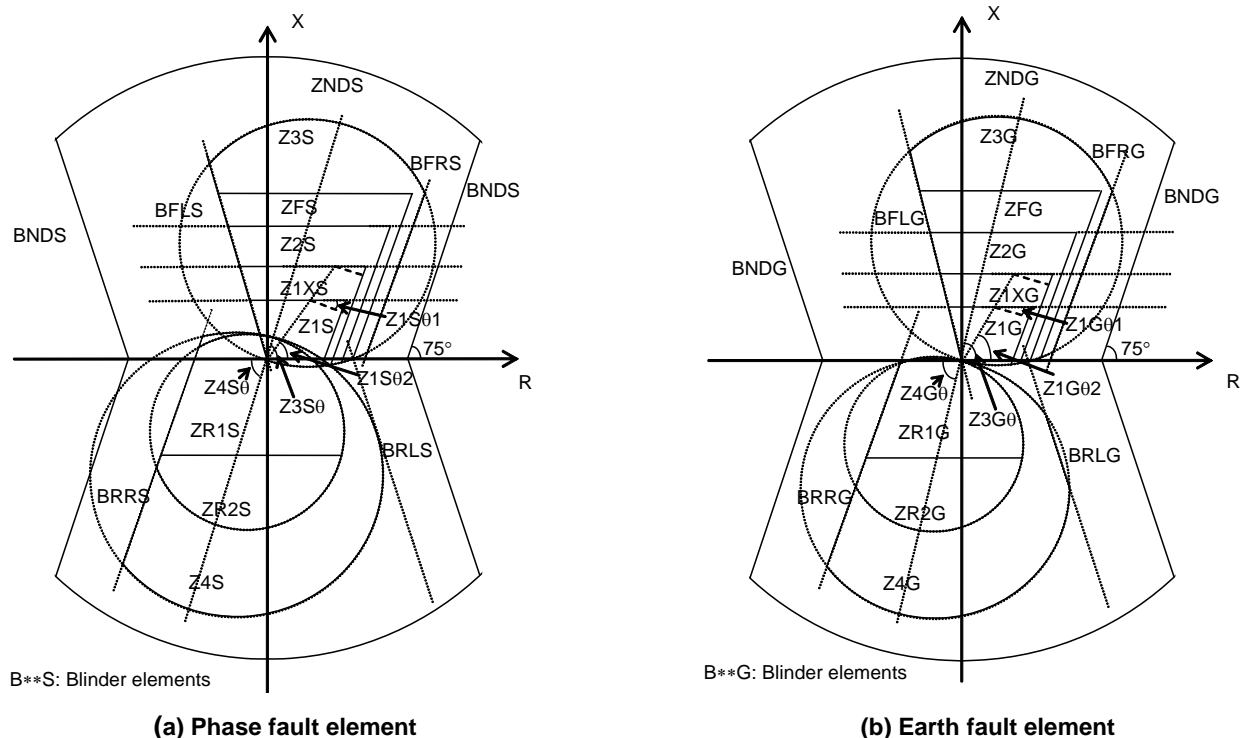 X
ZNDS
Z3S
BFRS
BNDS
ZFS
BFLS
BNDS
Z2S
Z1XS
Z1Sθ1
Z1S
75°
R
Z4Sθ
Z1Sθ2
Z3Sθ
ZR1S
BRLS
BRRS
ZR2S
Z4S
B**S: Blinder elements
(a) Phase fault element
X
ZNDG
Z3G
BFRG
BNDG
ZFG
BFLG
Z2G
BNDG
Z1XG
Z1Gθ1
Z1G
75°
R
Z4Gθ
Z1Gθ2
Z3Gθ
ZR1G
BRLG
BRRG
ZR2G
Z4G
B**G: Blinder elements
(b) Earth fault element